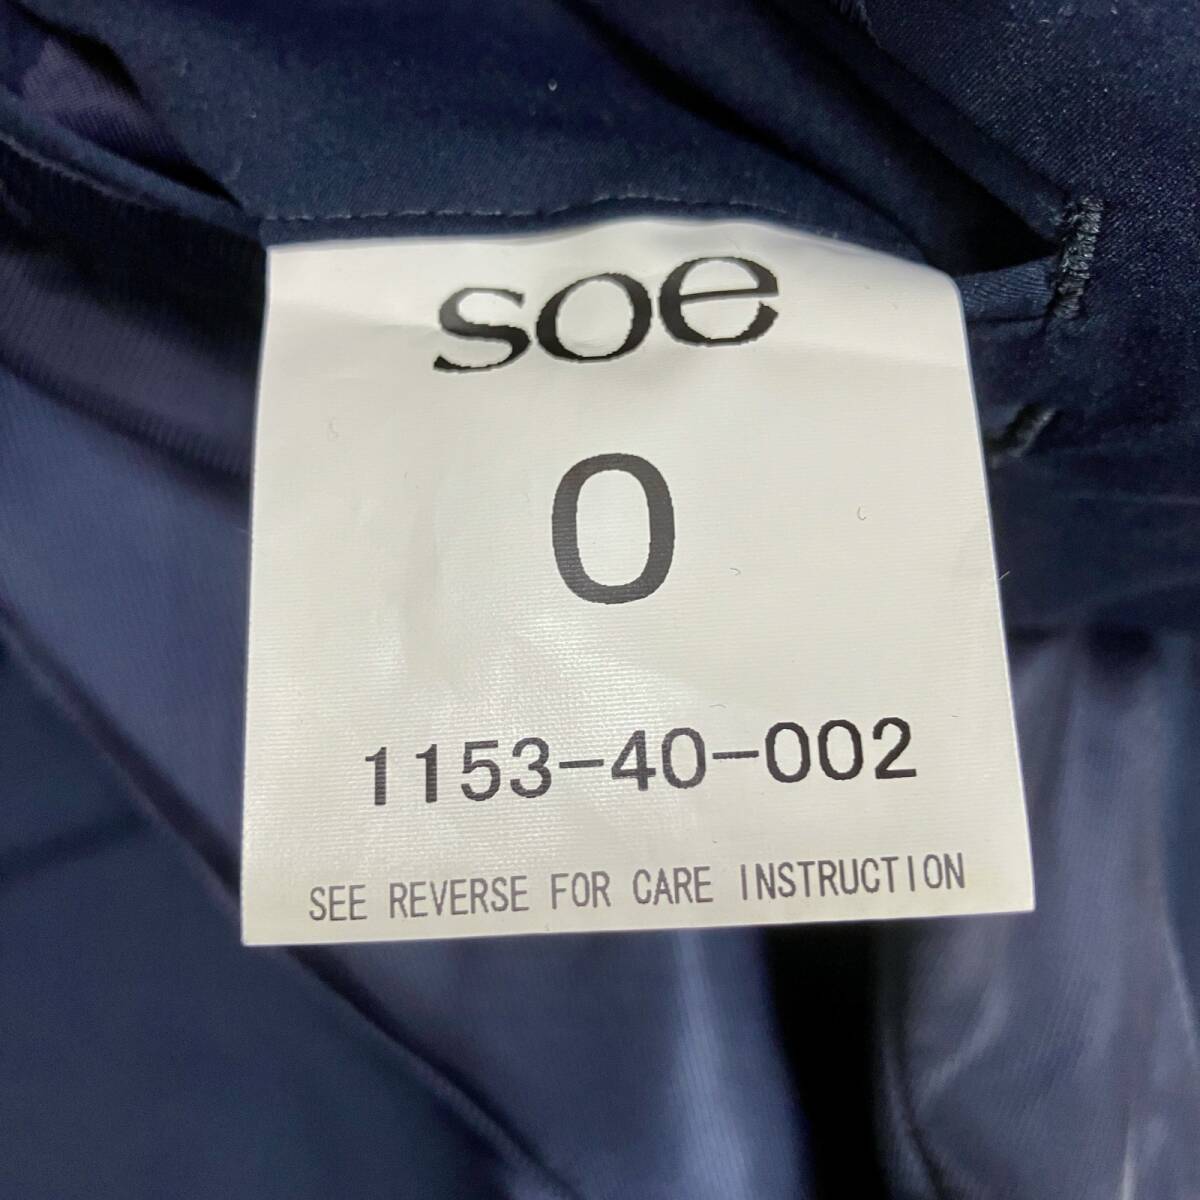 soe
0
1153-40-002
SEE REVERSE FOR CARE INSTRUCTION